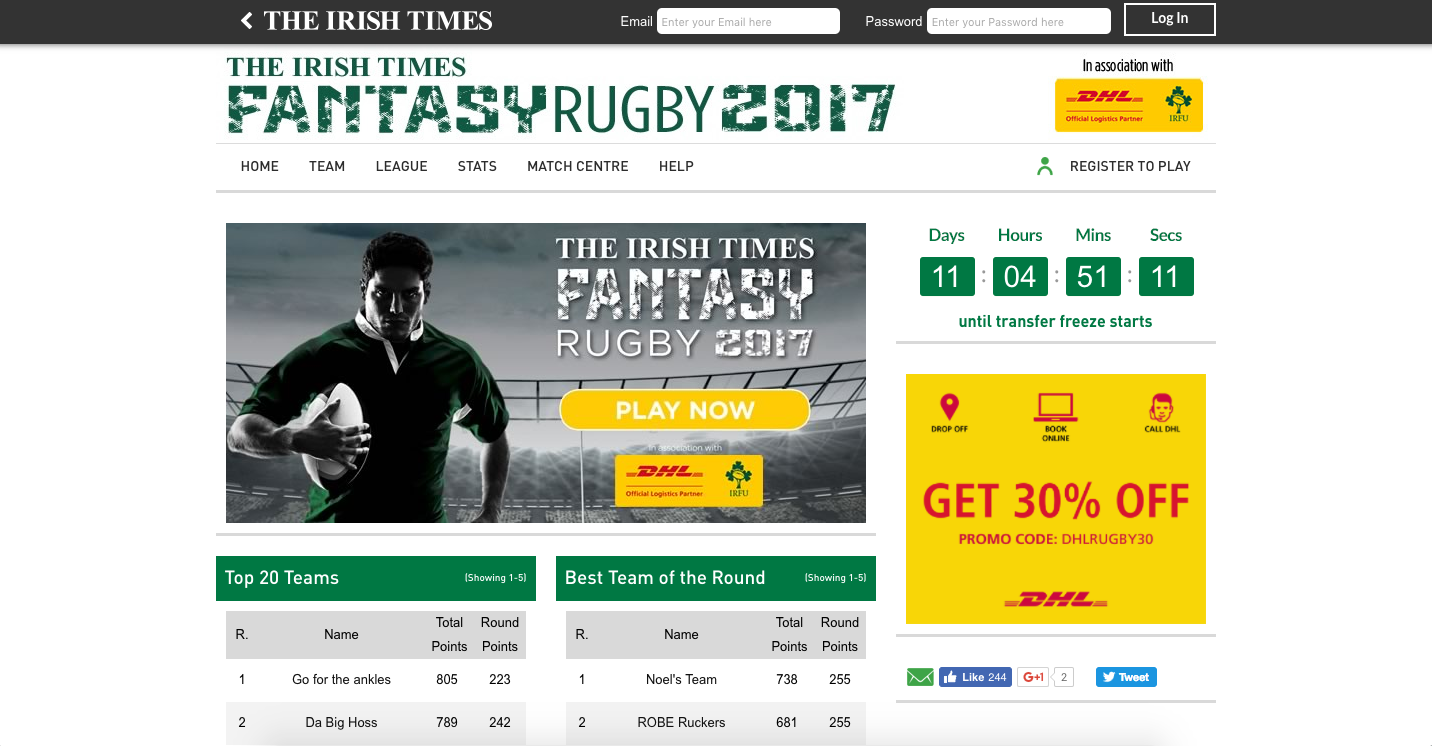 THE IRISH TIMES
Email Enter your Email here Password Enter your Password here Log In
THE IRISH TIMES
FANTASY RUGBY 2017
In association with
DHL
Official Logistics Partner IRFU
HOME TEAM LEAGUE STATS MATCH CENTRE HELP REGISTER TO PLAY
THE IRISH TIMES
FANTASY
RUGBY 2017
PLAY NOW
In association with
DHL
Official Logistics Partner IRFU
Days Hours Mins Secs
11 : 04 : 51 : 11
until transfer freeze starts
DROP OFF BOOK ONLINE CALL DHL
GET 30% OFF
PROMO CODE: DHLRUGBY30
DHL
Like 244 G+1 2 Tweet
Top 20 Teams (Showing 1-5)
R. Name Total Points Round Points
1 Go for the ankles 805 223
2 Da Big Hoss 789 242
Best Team of the Round (Showing 1-5)
R. Name Total Points Round Points
1 Noel's Team 738 255
2 ROBE Ruckers 681 255